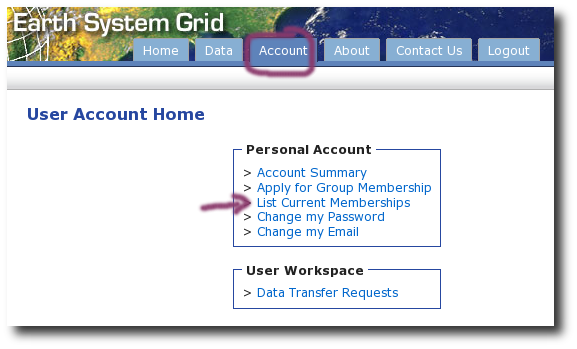 Earth System Grid
Home Data Account About Contact Us Logout
User Account Home
Personal Account
> Account Summary
> Apply for Group Membership
> List Current Memberships
> Change my Password
> Change my Email
User Workspace
> Data Transfer Requests